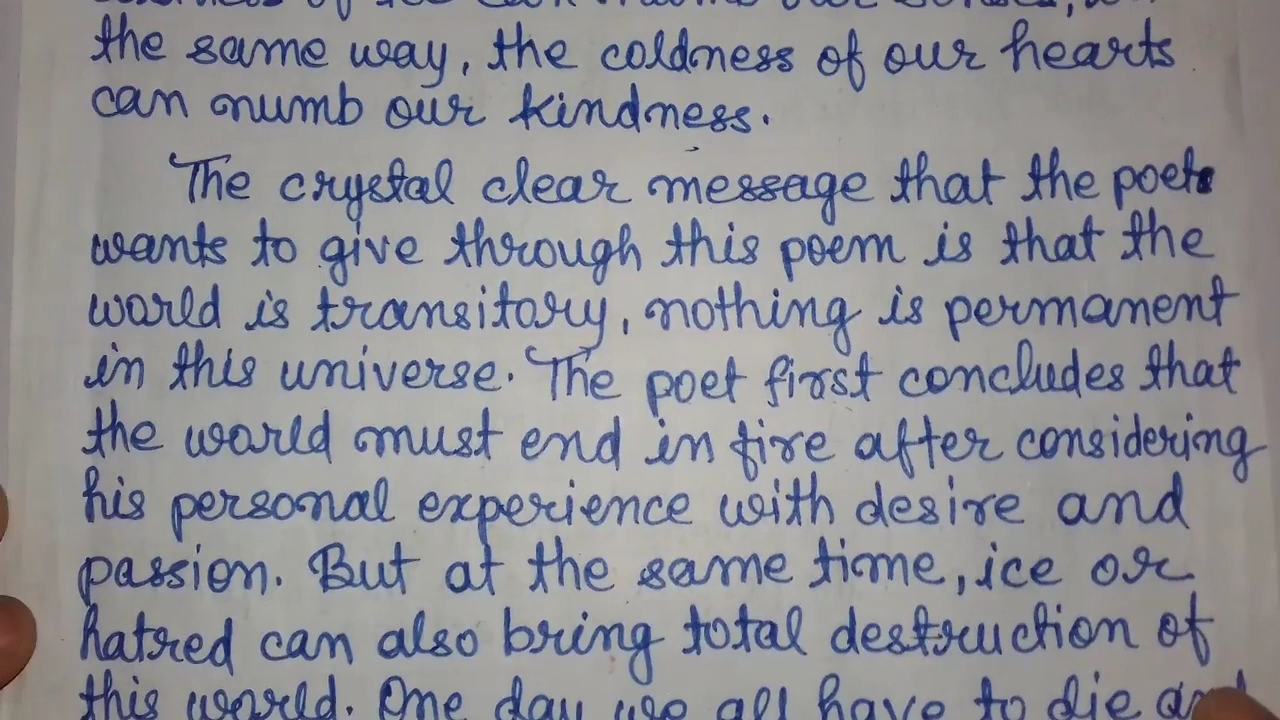 the same way, the coldness of our hearts
can numb our kindness.
The crystal clear message that the poet
wants to give through this poem is that the
world is transitory, nothing is permanent
in this universe. The poet first concludes that
the world must end in fire after considering
his personal experience with desire and
passion. But at the same time, ice or
hatred can also bring total destruction of
this world. One day we all have to die and